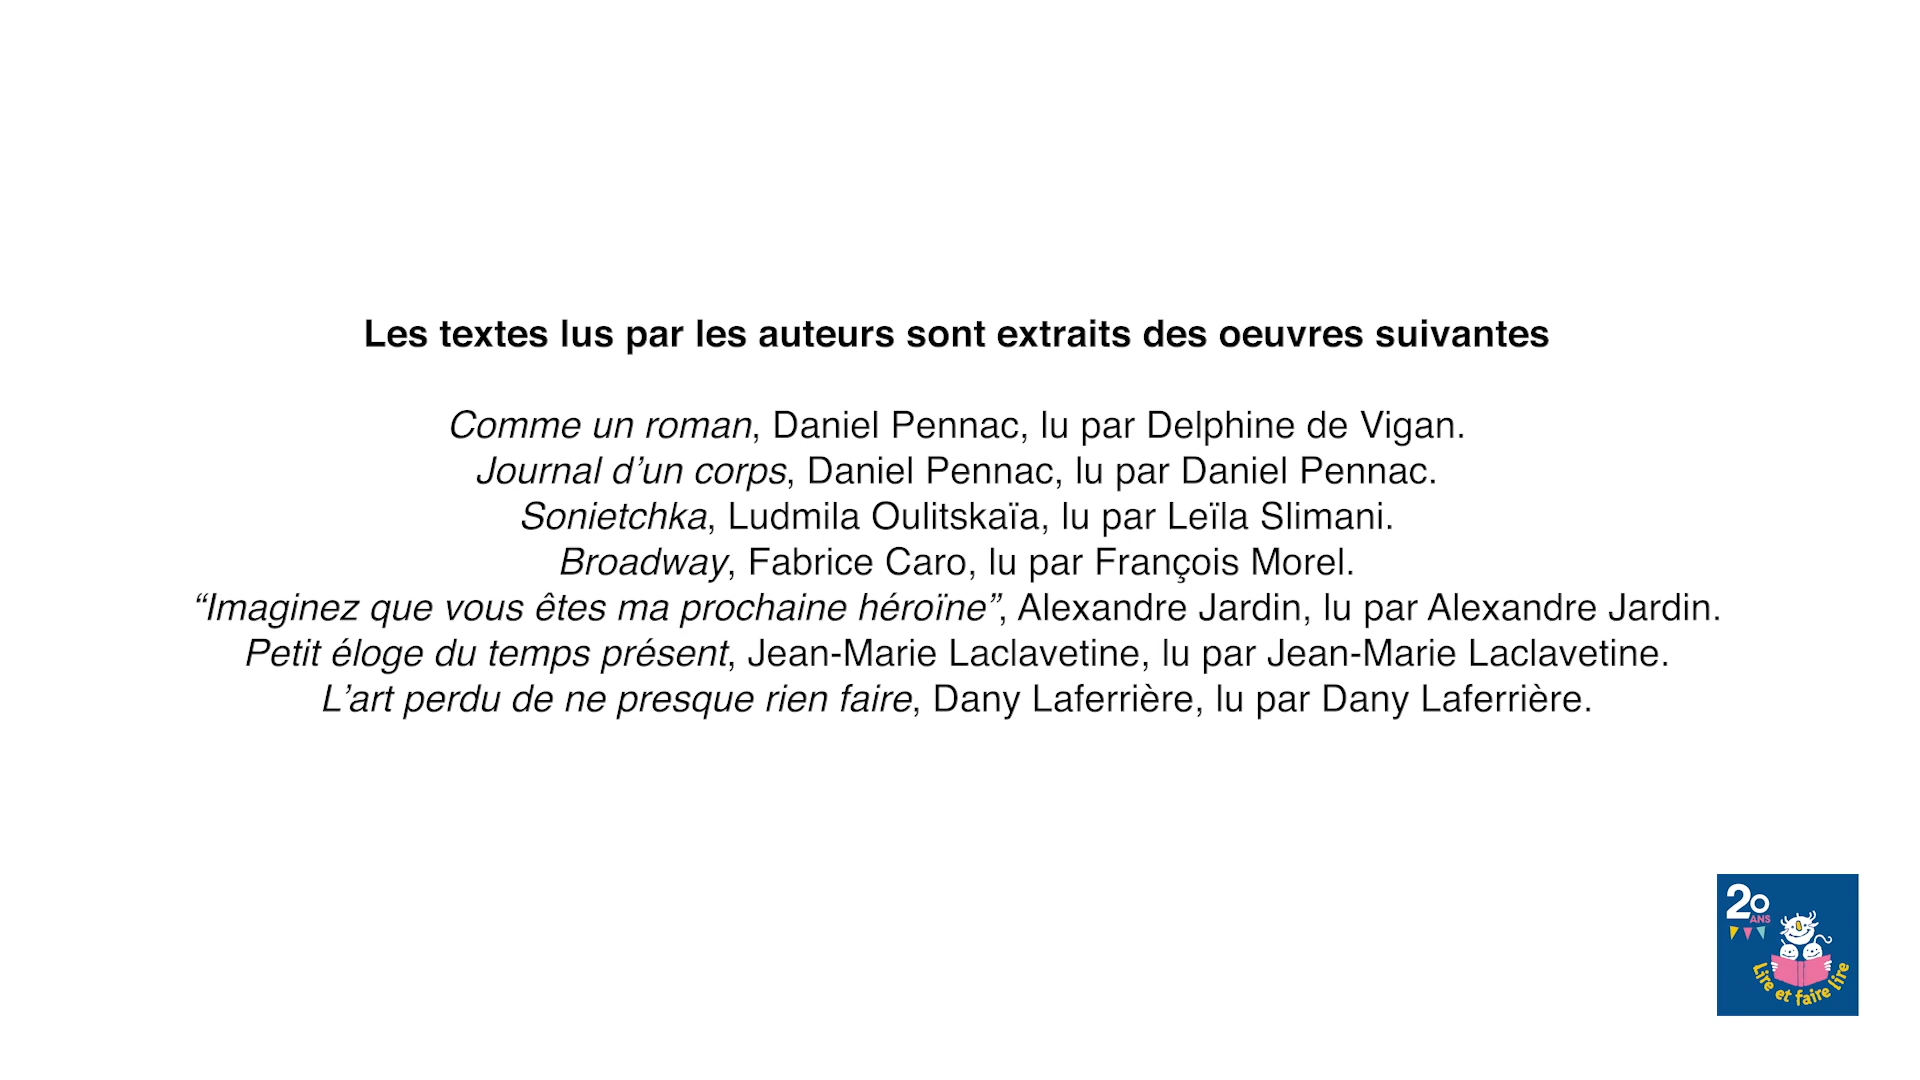 Les textes lus par les auteurs sont extraits des oeuvres suivantes
Comme un roman, Daniel Pennac, lu par Delphine de Vigan.
Journal d’un corps, Daniel Pennac, lu par Daniel Pennac.
Sonietchka, Ludmila Oulitskaïa, lu par Leïla Slimani.
Broadway, Fabrice Caro, lu par François Morel.
“Imaginez que vous êtes ma prochaine héroïne”, Alexandre Jardin, lu par Alexandre Jardin.
Petit éloge du temps présent, Jean-Marie Laclavetine, lu par Jean-Marie Laclavetine.
L’art perdu de ne presque rien faire, Dany Laferrière, lu par Dany Laferrière.
20
ANS
Lire et faire lire